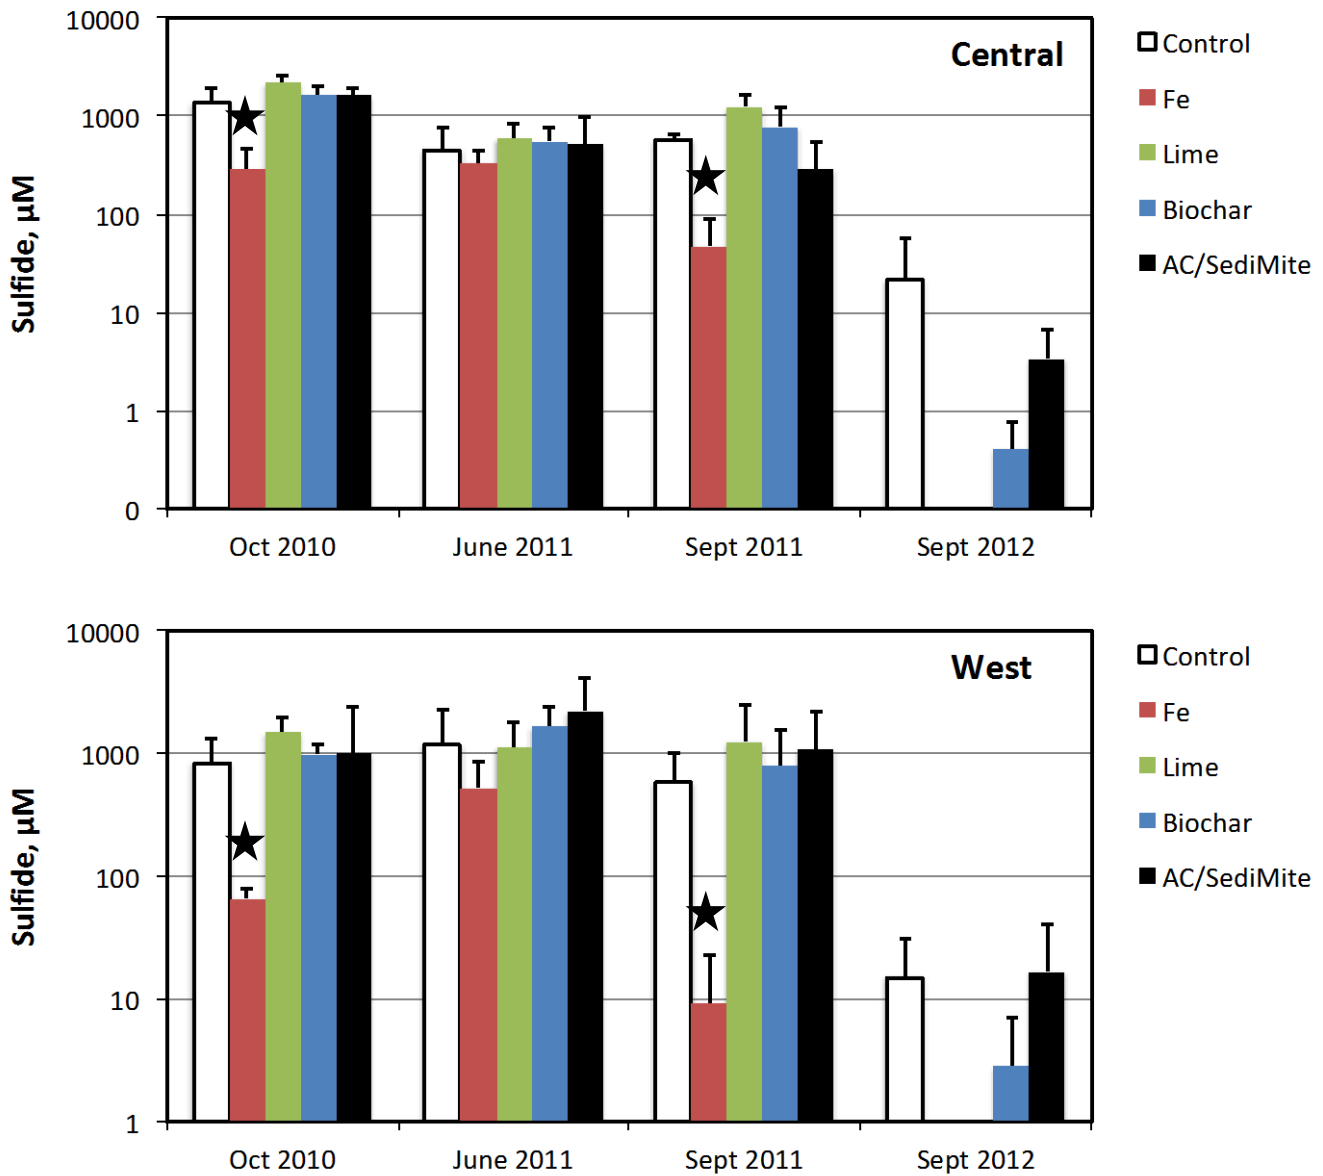 Central
Sulfide, µM
10000
1000
100
10
1
0
Oct 2010
June 2011
Sept 2011
Sept 2012
Control
Fe
Lime
Biochar
AC/SediMite
West
Sulfide, µM
10000
1000
100
10
1
Oct 2010
June 2011
Sept 2011
Sept 2012
Control
Fe
Lime
Biochar
AC/SediMite